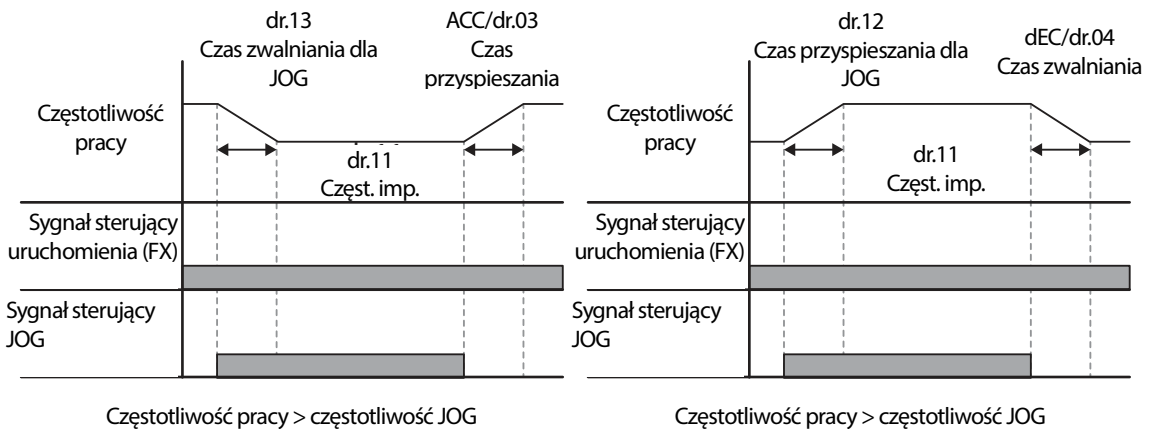 dr.13
Czas zwalniania dla
JOG
ACC/dr.03
Czas
przyspieszania
Częstotliwość
pracy
dr.11
Częst. imp.
Sygnał sterujący
uruchomienia (FX)
Sygnał sterujący
JOG
Częstotliwość pracy > częstotliwość JOG
dr.12
Czas przyspieszania dla
JOG
dEC/dr.04
Czas zwalniania
Częstotliwość
pracy
dr.11
Częst. imp.
Sygnał sterujący
uruchomienia (FX)
Sygnał sterujący
JOG
Częstotliwość pracy > częstotliwość JOG